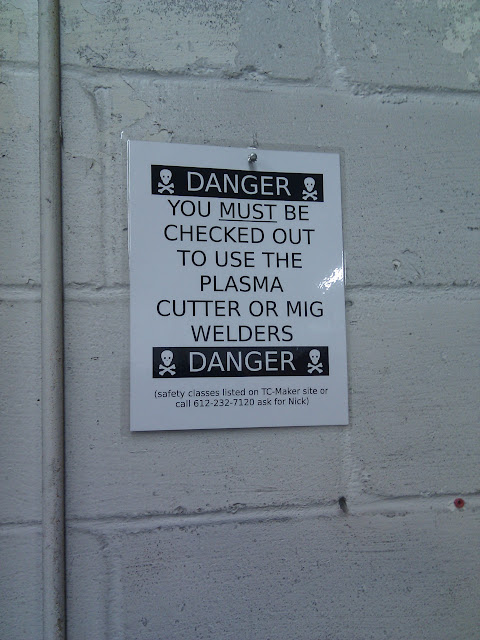 DANGER
YOU MUST BE
CHECKED OUT
TO USE THE
PLASMA
CUTTER OR MIG
WELDERS
DANGER
(safety classes listed on TC-Maker site or
call 612-232-7120 ask for Nick)